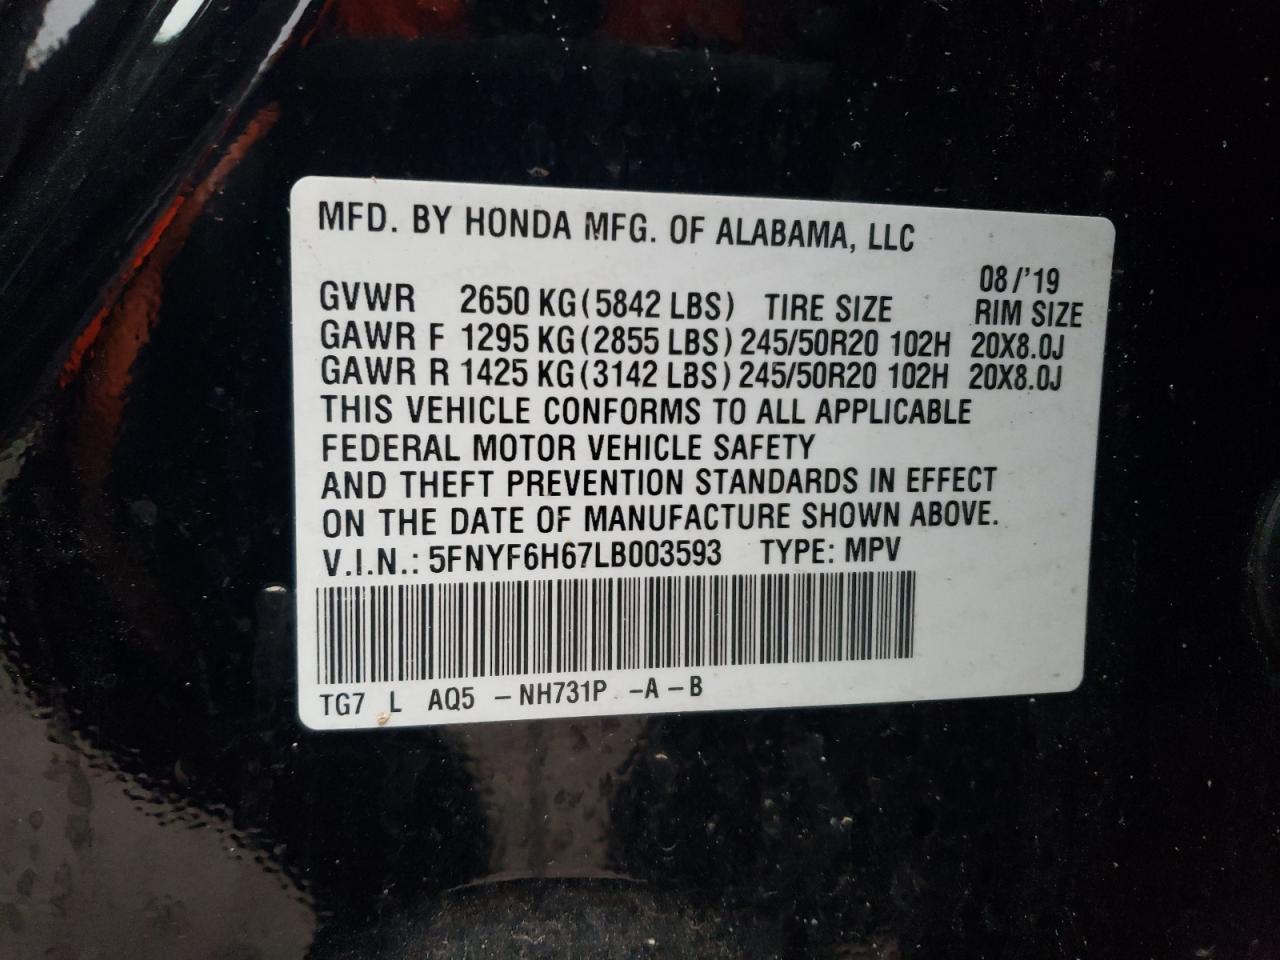 MFD. BY HONDA MFG. OF ALABAMA, LLC
08/'19
GVWR 2650 KG(5842 LBS) TIRE SIZE RIM SIZE
GAWR F 1295 KG(2855 LBS) 245/50R20 102H 20X8.0J
GAWR R 1425 KG(3142 LBS) 245/50R20 102H 20X8.0J
THIS VEHICLE CONFORMS TO ALL APPLICABLE
FEDERAL MOTOR VEHICLE SAFETY
AND THEFT PREVENTION STANDARDS IN EFFECT
ON THE DATE OF MANUFACTURE SHOWN ABOVE.
V.I.N.: 5FNYF6H67LB003593 TYPE: MPV
TG7 L AQ5 -NH731P -A-B